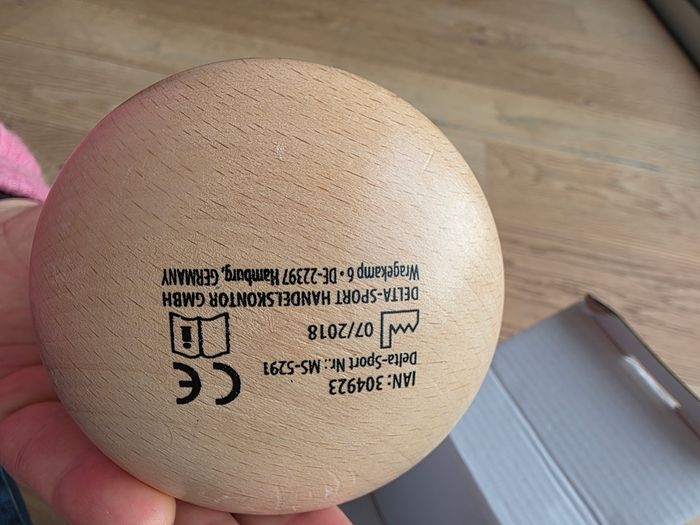 IAN: 304923
Delta-Sport Nr.: MS-5291
07/2018
DELTA-SPORT HANDELSKONTOR GMBH
Wragekamp 6 • DE-22397 Hamburg, GERMANY
CE